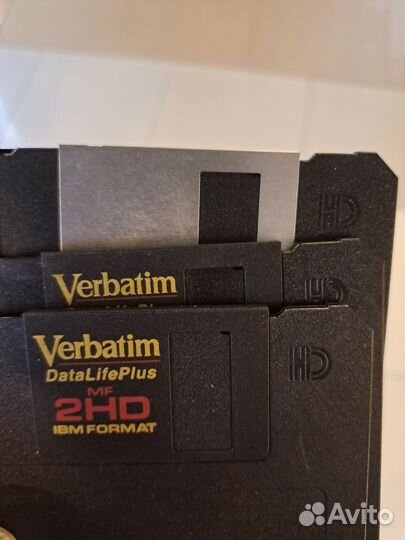 HD
Verbatim
HD
Verbatim
DataLifePlus
MF
2HD
IBM FORMAT
HD
Avito